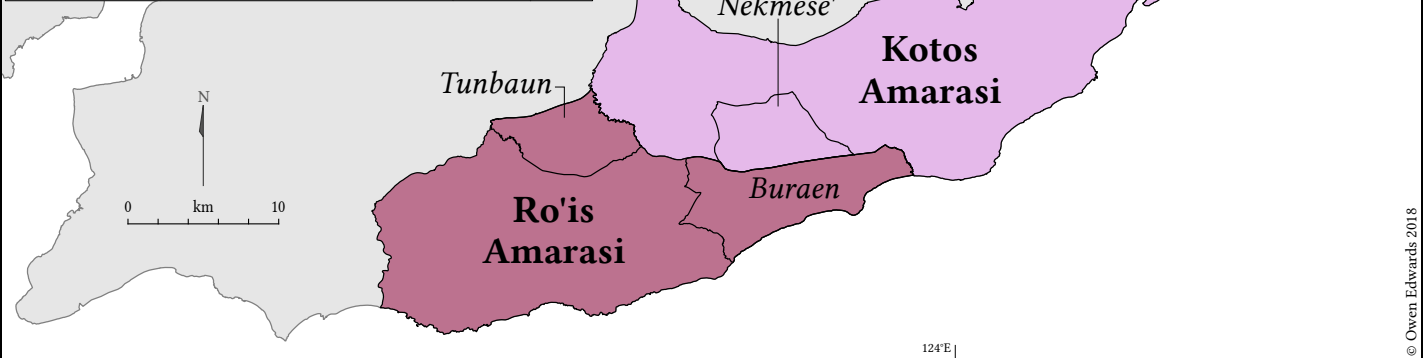 Nekmese'
Kotos
Amarasi
Tunbaun
N
0 km 10
Buraen
Ro'is
Amarasi
124°E
© Owen Edwards 2018